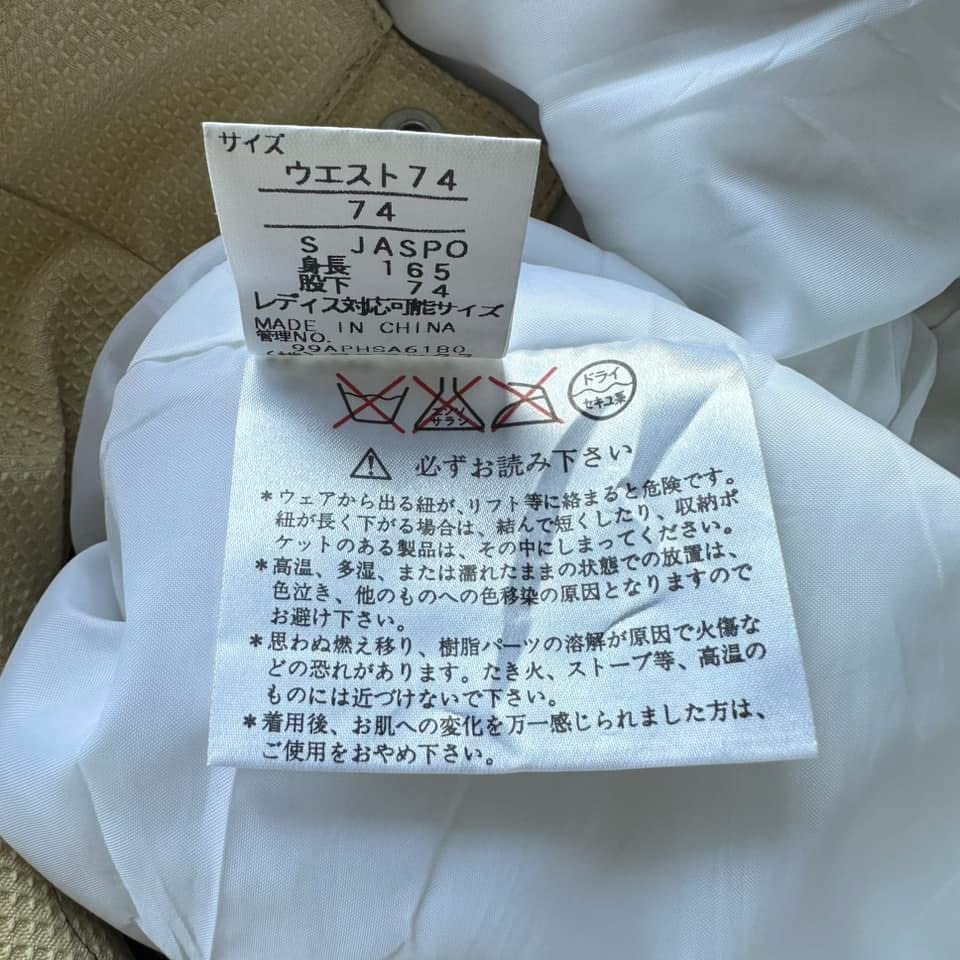 サイズ
ウエスト74
74
S JASPO
身長 165
股下 74
レディス対応可能サイズ
MADE IN CHINA
管理NO.
99APHSA6180
エンソ
サラシ
ドライ
セキユ系
必ずお読み下さい
*ウェアから出る紐が、リフト等に絡まると危険です。
紐が長く下がる場合は、結んで短くしたり、収納ポ
ケットのある製品は、その中にしまってください。
*高温、多湿、または濡れたままの状態での放置は、
色泣き、他のものへの色移染の原因となりますので
お避け下さい。
*思わぬ燃え移り、樹脂パーツの溶解が原因で火傷な
どの恐れがあります。たき火、ストーブ等、高温の
ものには近づけないで下さい。
*着用後、お肌への変化を万一感じられました方は、
ご使用をおやめ下さい。